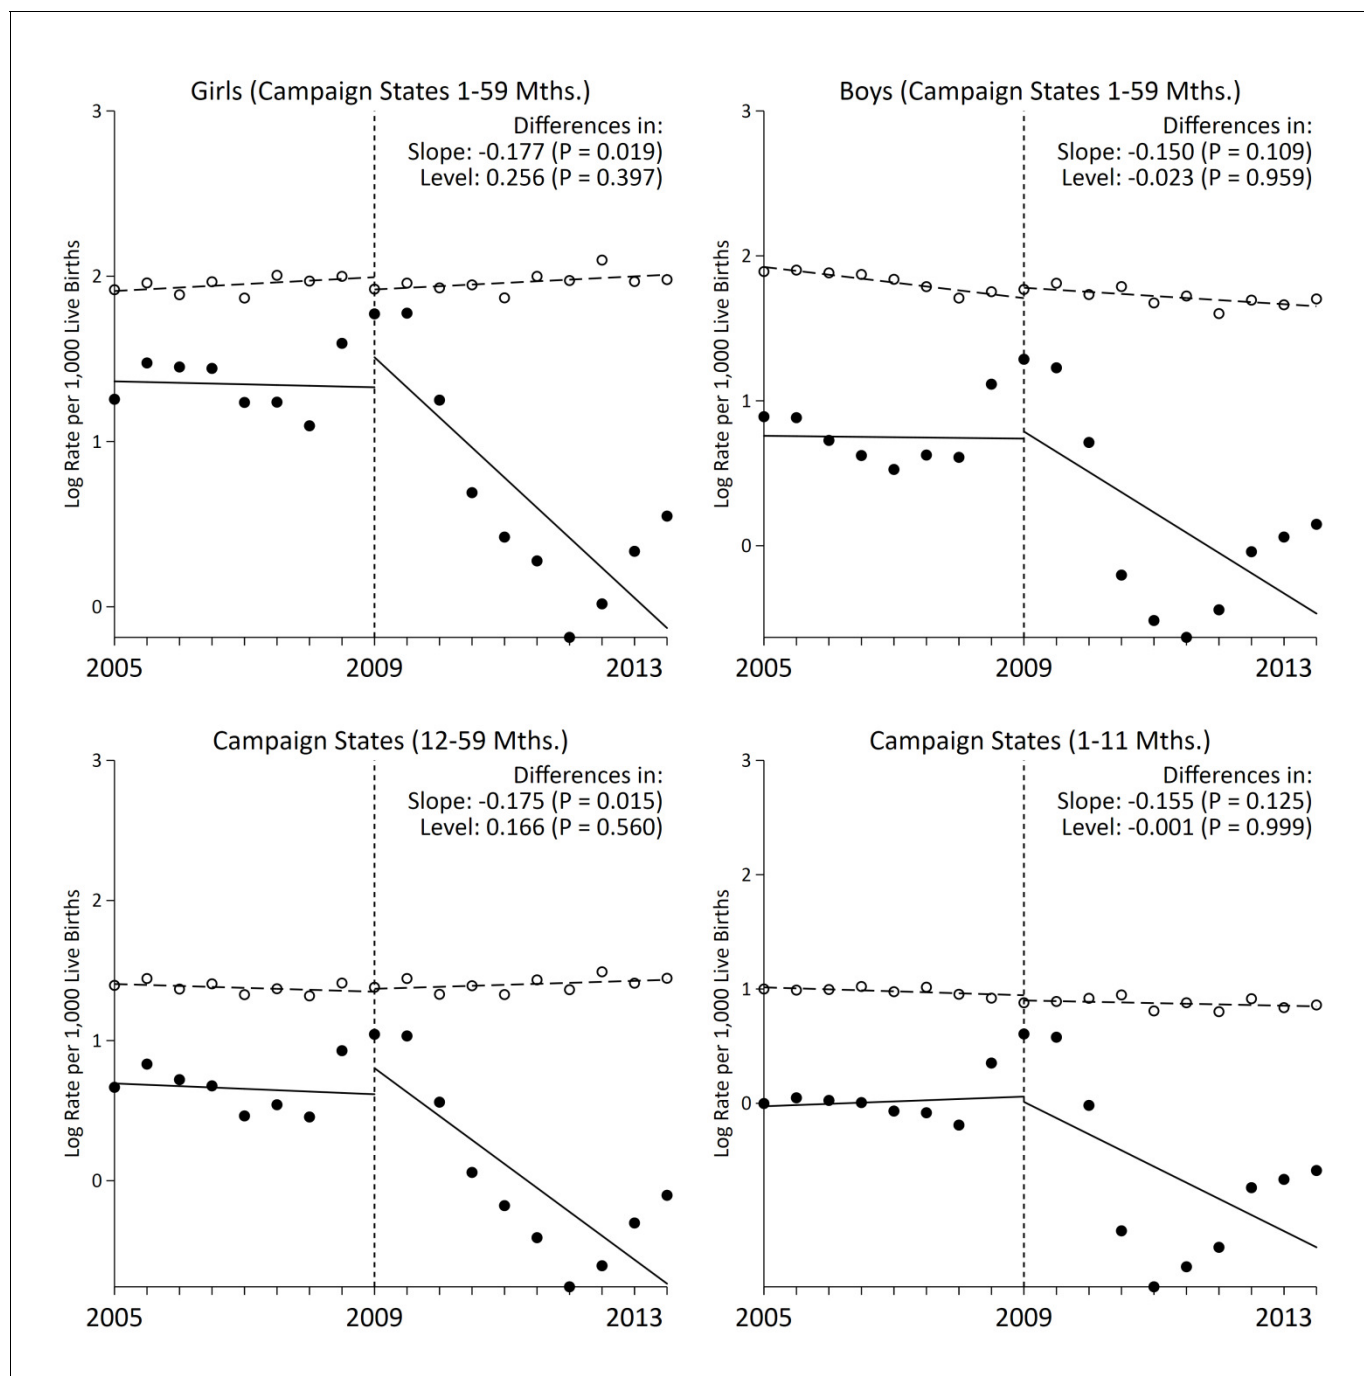 Girls (Campaign States 1-59 Mths.)
Differences in:
Slope: -0.177 (P = 0.019)
Level: 0.256 (P = 0.397)
Log Rate per 1,000 Live Births
3
2
1
0
2005 2009 2013
Boys (Campaign States 1-59 Mths.)
Differences in:
Slope: -0.150 (P = 0.109)
Level: -0.023 (P = 0.959)
Log Rate per 1,000 Live Births
3
2
1
0
2005 2009 2013
Campaign States (12-59 Mths.)
Differences in:
Slope: -0.175 (P = 0.015)
Level: 0.166 (P = 0.560)
Log Rate per 1,000 Live Births
3
2
1
0
2005 2009 2013
Campaign States (1-11 Mths.)
Differences in:
Slope: -0.155 (P = 0.125)
Level: -0.001 (P = 0.999)
Log Rate per 1,000 Live Births
3
2
1
0
2005 2009 2013